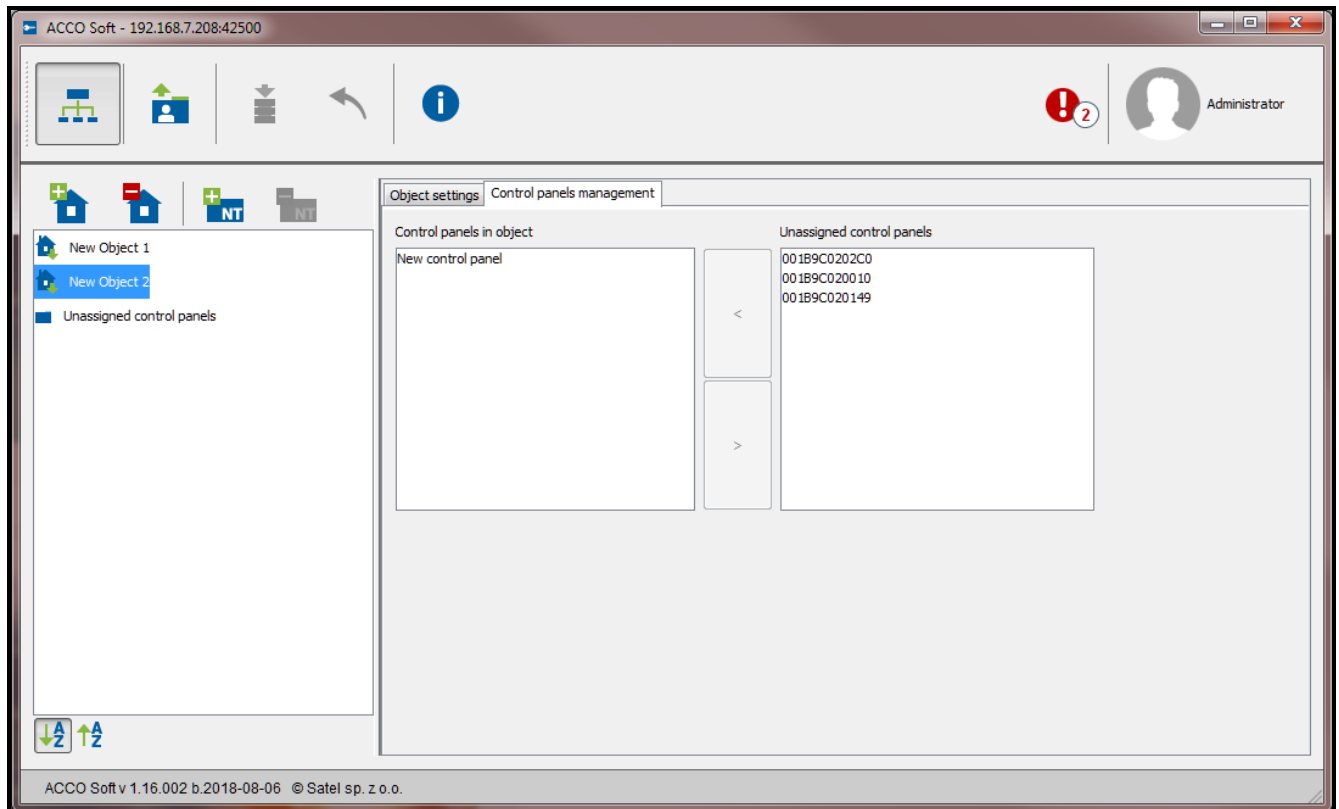 ACCO Soft - 192.168.7.208:42500
i
! 2
Administrator
NT NT
New Object 1
New Object 2
Unassigned control panels
Object settings Control panels management
Control panels in object
New control panel
<
>
Unassigned control panels
001B9C0202C0
001B9C020010
001B9C020149
AZ AZ
ACCO Soft v 1.16.002 b.2018-08-06 © Satel sp. z o.o.